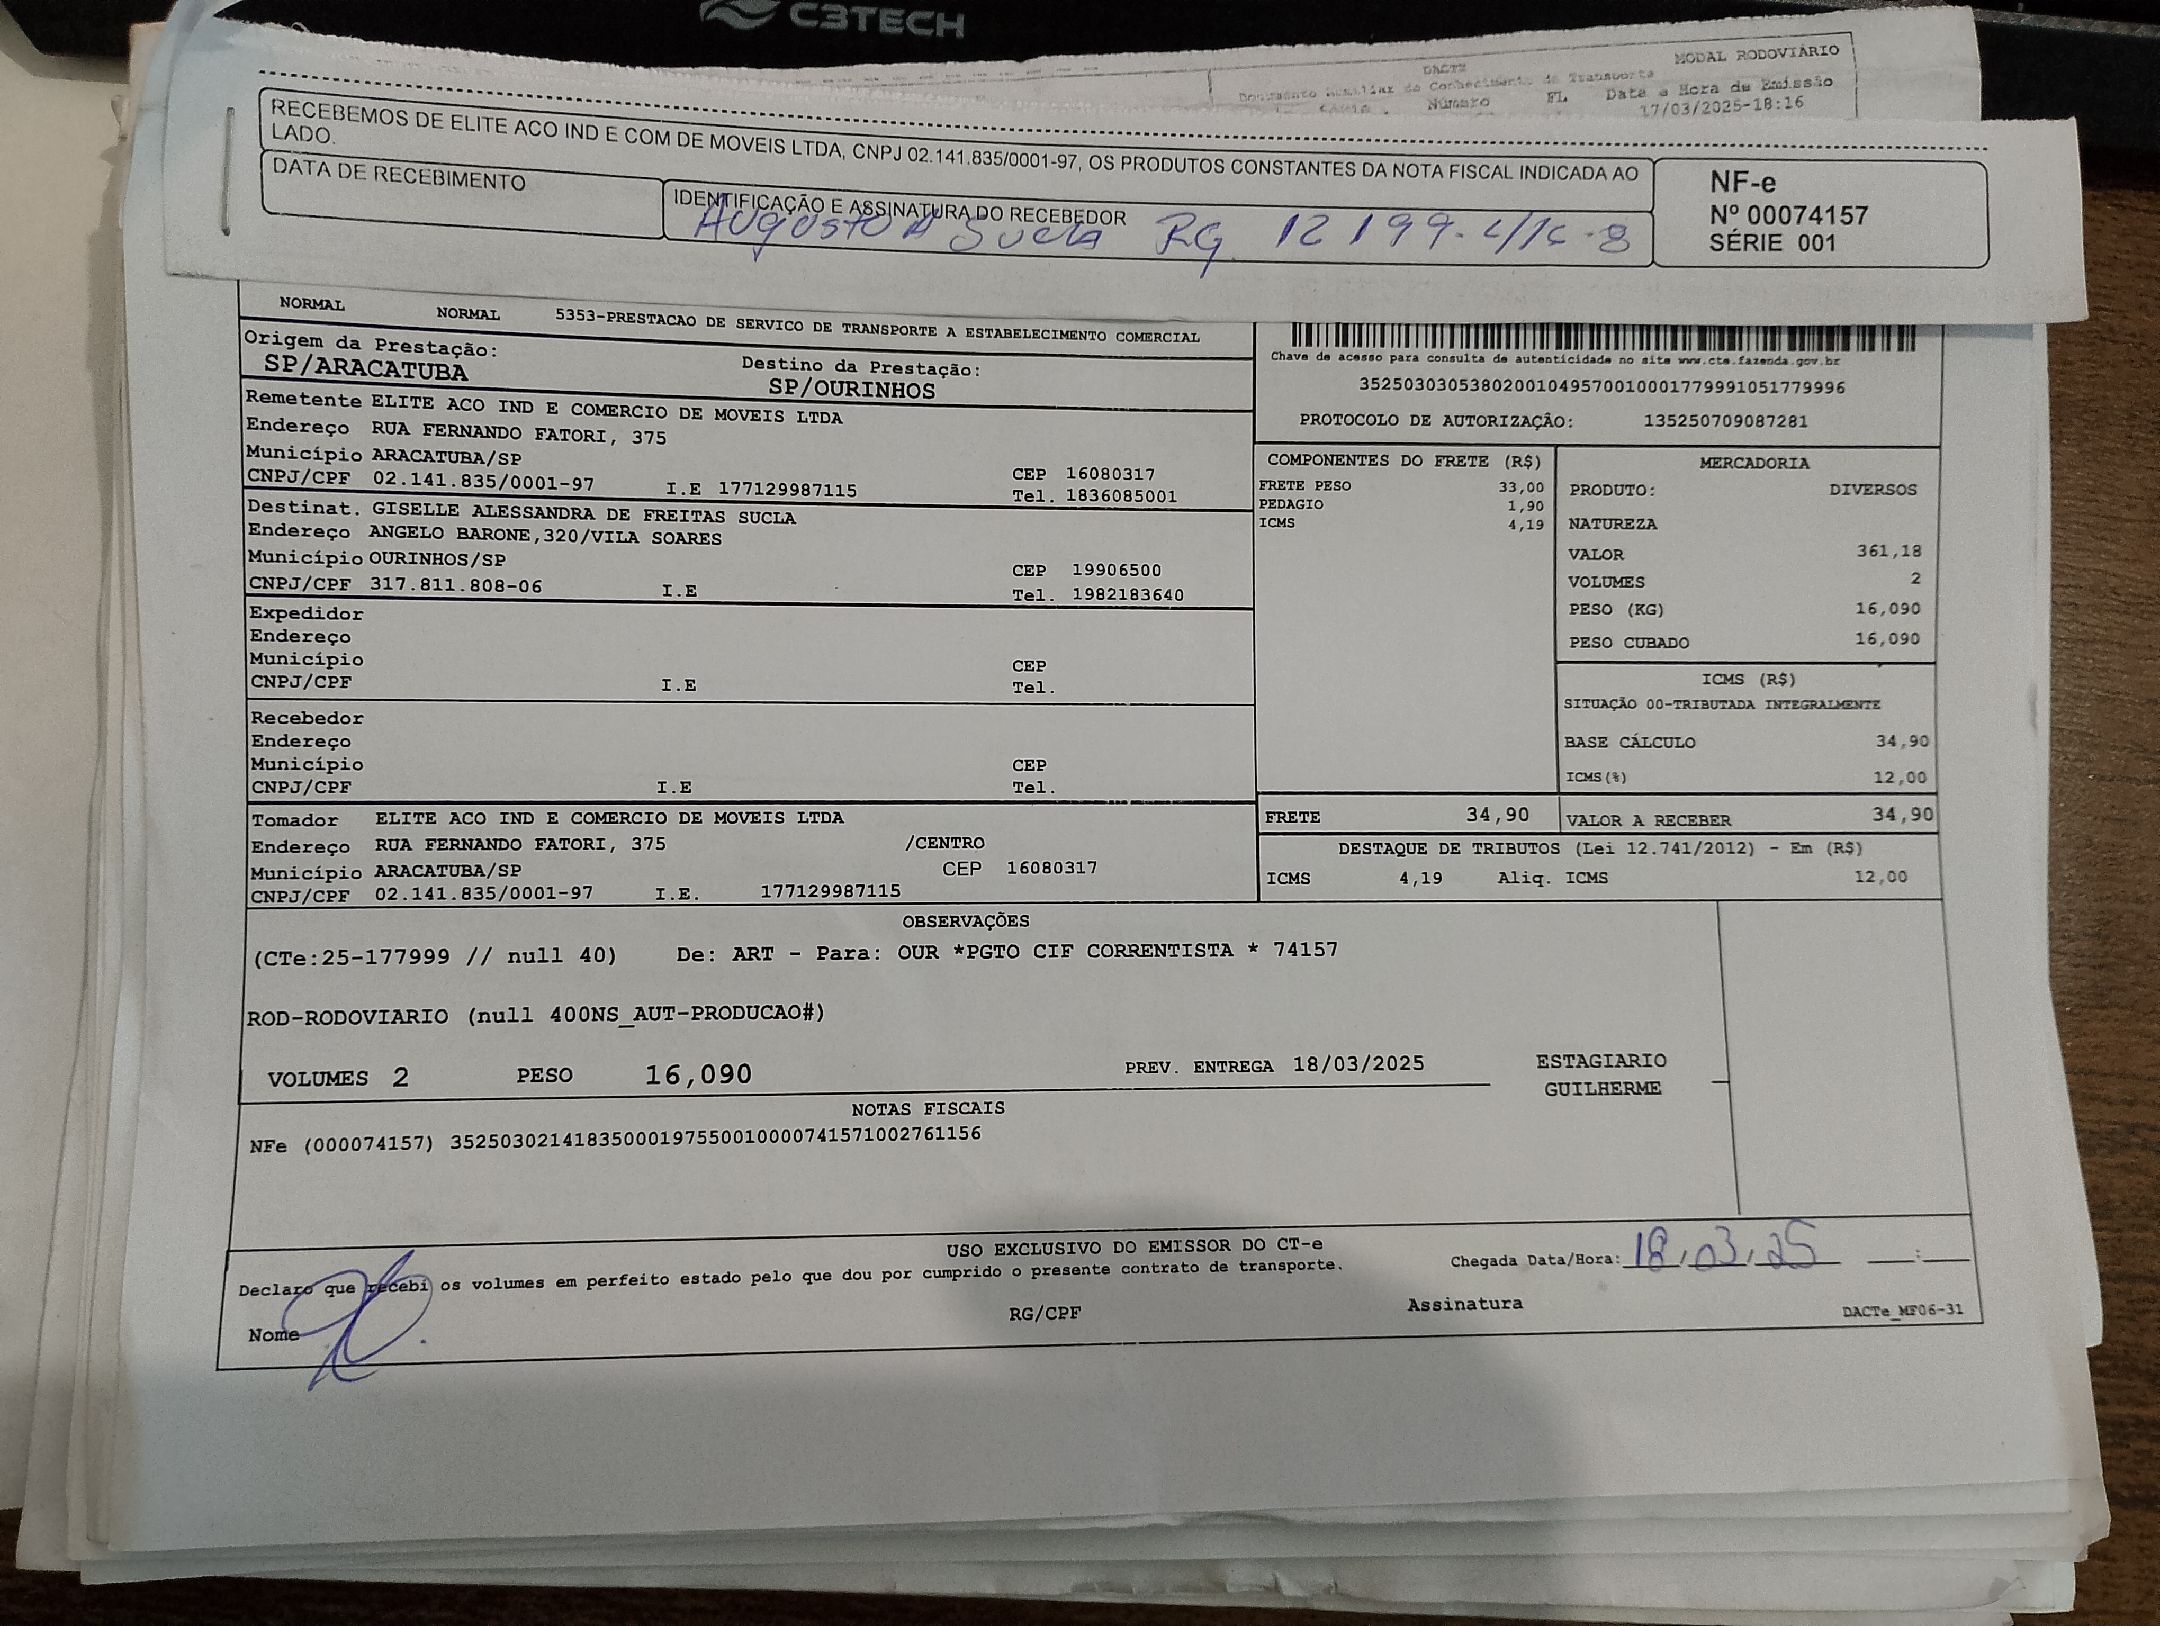 C3TECH
MODAL RODOVIÁRIO
DACTE
Documento Auxiliar do Conhecimento de Transporte
Número FL. Data e Hora de Emissão
17/03/2025-18:16
RECEBEMOS DE ELITE ACO IND E COM DE MOVEIS LTDA, CNPJ 02.141.835/0001-97, OS PRODUTOS CONSTANTES DA NOTA FISCAL INDICADA AO
LADO.
DATA DE RECEBIMENTO
IDENTIFICAÇÃO E ASSINATURA DO RECEBEDOR
Augusto A Sucla RG 12 199.
NF-e
Nº 00074157
SÉRIE 001
NORMAL NORMAL 5353-PRESTACAO DE SERVICO DE TRANSPORTE A ESTABELECIMENTO COMERCIAL
Origem da Prestação: Destino da Prestação:
SP/ARACATUBA SP/OURINHOS
Remetente ELITE ACO IND E COMERCIO DE MOVEIS LTDA
Endereço RUA FERNANDO FATORI, 375
Município ARACATUBA/SP CEP 16080317
CNPJ/CPF 02.141.835/0001-97 I.E 177129987115 Tel. 1836085001
Destinat. GISELLE ALESSANDRA DE FREITAS SUCLA
Endereço ANGELO BARONE,320/VILA SOARES
Município OURINHOS/SP CEP 19906500
CNPJ/CPF 317.811.808-06 I.E Tel. 1982183640
Expedidor
Endereço
Município CEP
CNPJ/CPF I.E Tel.
Recebedor
Endereço
Município CEP
CNPJ/CPF I.E Tel.
Tomador ELITE ACO IND E COMERCIO DE MOVEIS LTDA
Endereço RUA FERNANDO FATORI, 375 /CENTRO
Município ARACATUBA/SP CEP 16080317
CNPJ/CPF 02.141.835/0001-97 I.E. 177129987115
Chave de acesso para consulta de autenticidade no site www.cte.fazenda.gov.br
35250303053802001049570010001779991051779996
PROTOCOLO DE AUTORIZAÇÃO: 135250709087281
COMPONENTES DO FRETE (R$)
FRETE PESO 33,00
PEDAGIO 1,90
ICMS 4,19
MERCADORIA
PRODUTO: DIVERSOS
NATUREZA
VALOR 361,18
VOLUMES 2
PESO (KG) 16,090
PESO CUBADO 16,090
ICMS (R$)
SITUAÇÃO 00-TRIBUTADA INTEGRALMENTE
BASE CÁLCULO 34,90
ICMS(%) 12,00
FRETE 34,90 VALOR A RECEBER 34,90
DESTAQUE DE TRIBUTOS (Lei 12.741/2012) - Em (R$)
ICMS 4,19 Aliq. ICMS 12,00
OBSERVAÇÕES
(CTe:25-177999 // null 40) De: ART - Para: OUR *PGTO CIF CORRENTISTA * 74157
ROD-RODOVIARIO (null 400NS_AUT-PRODUCAO#)
VOLUMES 2 PESO 16,090 PREV. ENTREGA 18/03/2025 ESTAGIARIO
GUILHERME
NOTAS FISCAIS
NFe (000074157) 35250302141835000197550010000741571002761156
USO EXCLUSIVO DO EMISSOR DO CT-e
Declaro que recebi os volumes em perfeito estado pelo que dou por cumprido o presente contrato de transporte.
Chegada Data/Hora: 18/03/25 :
Nome RG/CPF Assinatura
DACTe_MF06-31